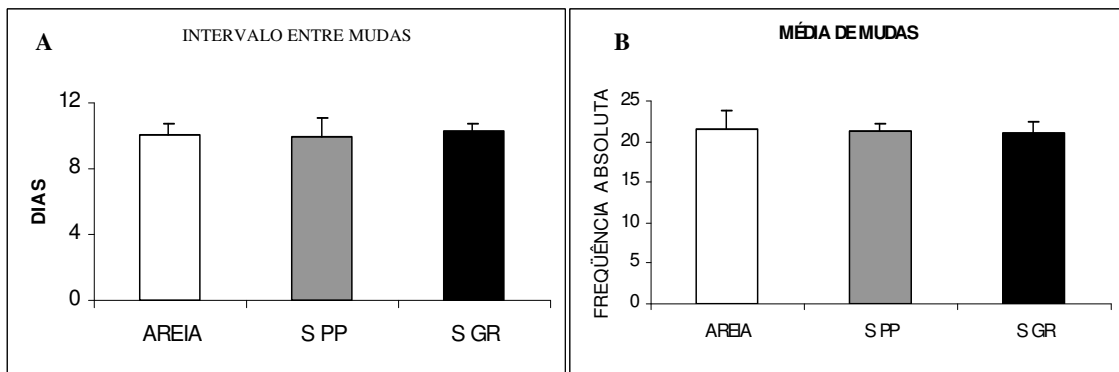 A
INTERVALO ENTRE MUDAS
DIAS
12
8
4
0
AREIA S PP S GR
B
MÉDIA DE MUDAS
FREQÜÊNCIA ABSOLUTA
25
20
15
10
5
0
AREIA S PP S GR